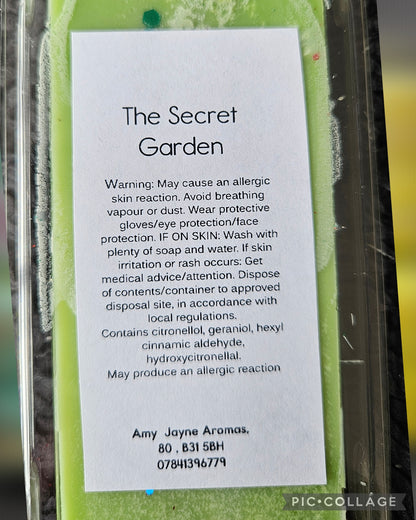 The Secret
Garden
Warning: May cause an allergic
skin reaction. Avoid breathing
vapour or dust. Wear protective
gloves/eye protection/face
protection. IF ON SKIN: Wash with
plenty of soap and water. If skin
irritation or rash occurs: Get
medical advice/attention. Dispose
of contents/container to approved
disposal site, in accordance with
local regulations.
Contains citronellol, geraniol, hexyl
cinnamic aldehyde,
hydroxycitronellal.
May produce an allergic reaction
Amy Jayne Aromas,
80 , B31 5BH
07841396779
PIC•COLLAGE